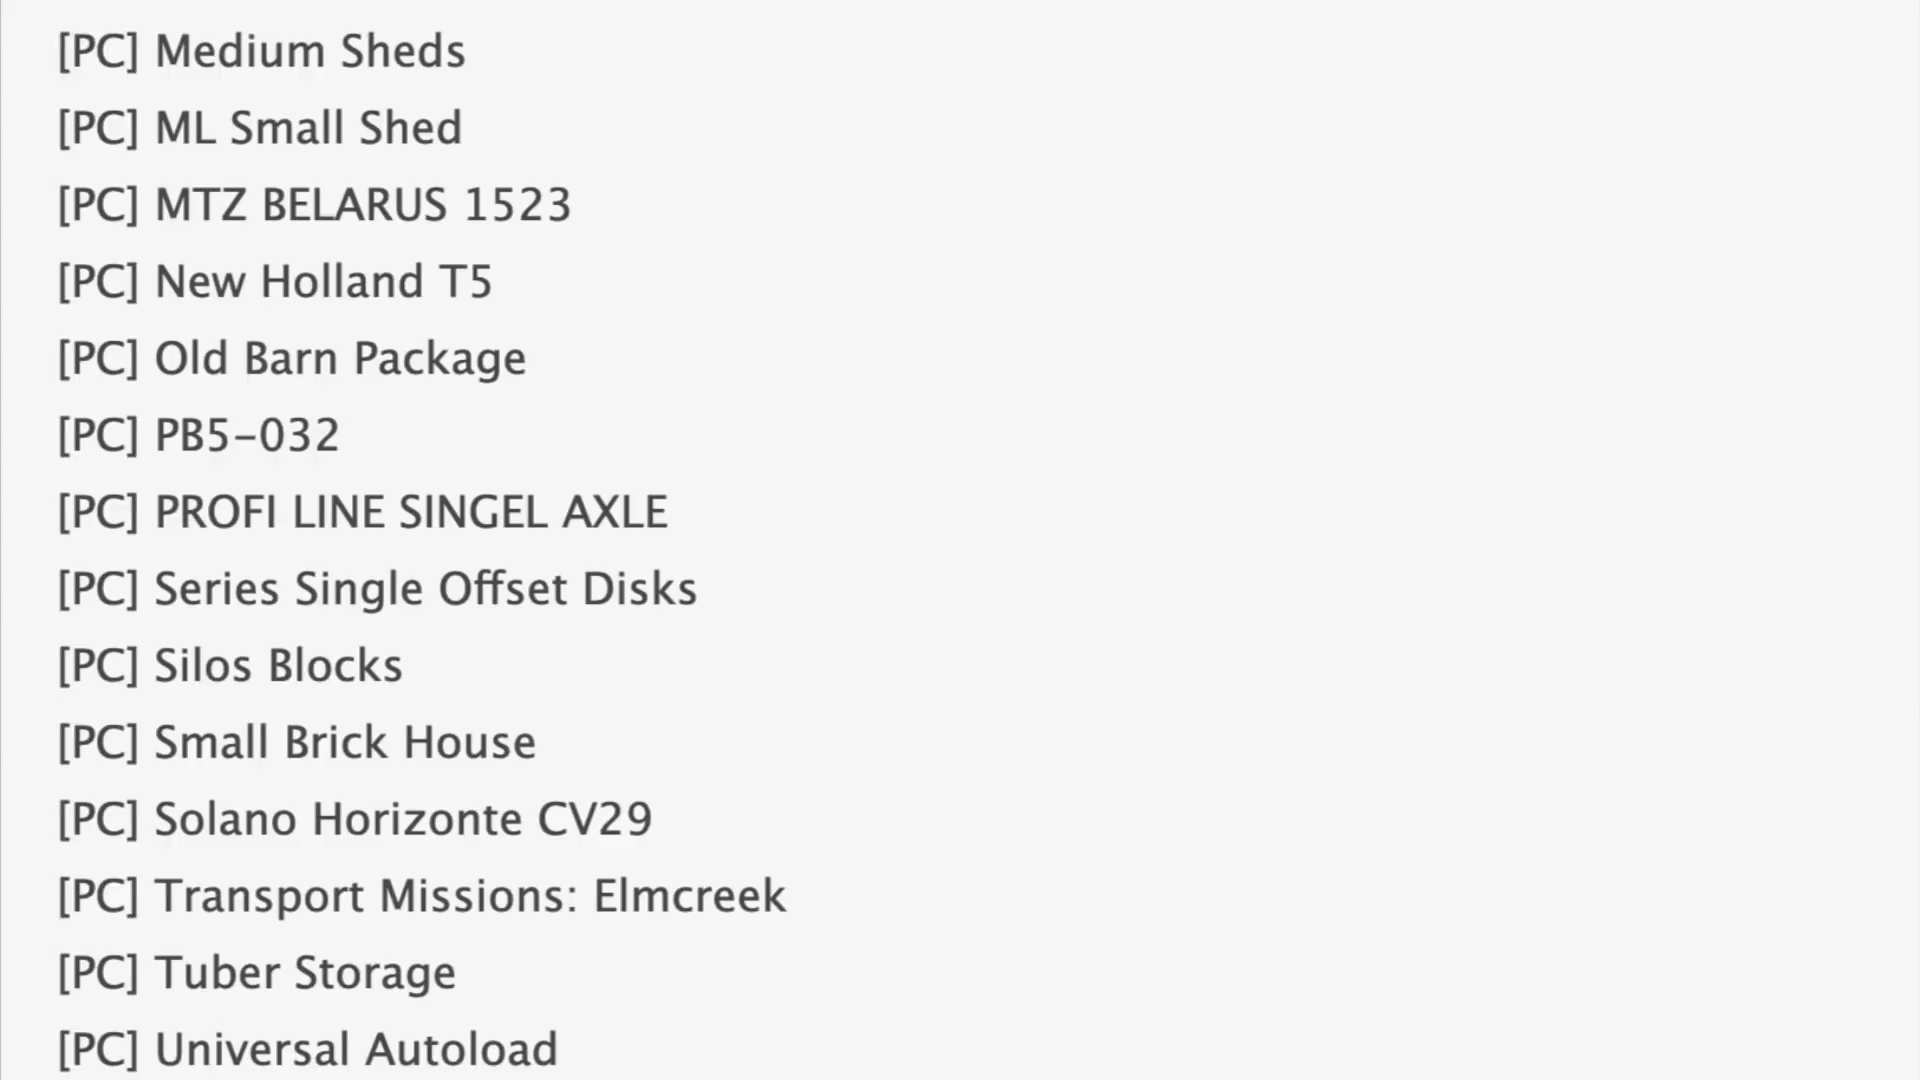 [PC] Medium Sheds
[PC] ML Small Shed
[PC] MTZ BELARUS 1523
[PC] New Holland T5
[PC] Old Barn Package
[PC] PB5-032
[PC] PROFI LINE SINGEL AXLE
[PC] Series Single Offset Disks
[PC] Silos Blocks
[PC] Small Brick House
[PC] Solano Horizonte CV29
[PC] Transport Missions: Elmcreek
[PC] Tuber Storage
[PC] Universal Autoload